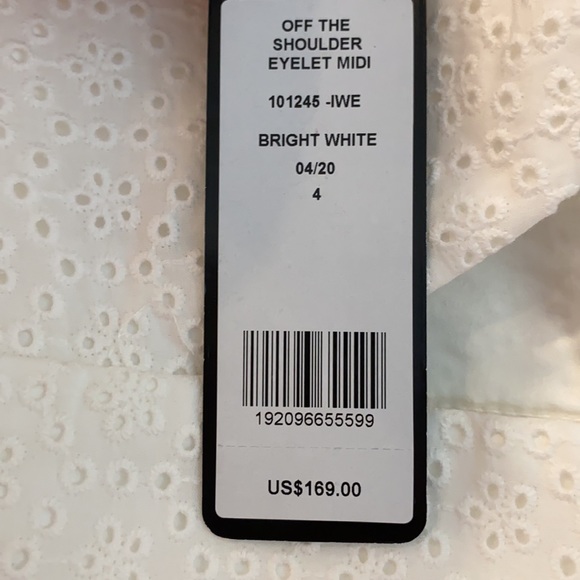 OFF THE
SHOULDER
EYELET MIDI
101245 -IWE
BRIGHT WHITE
04/20
4
192096655599
US$169.00